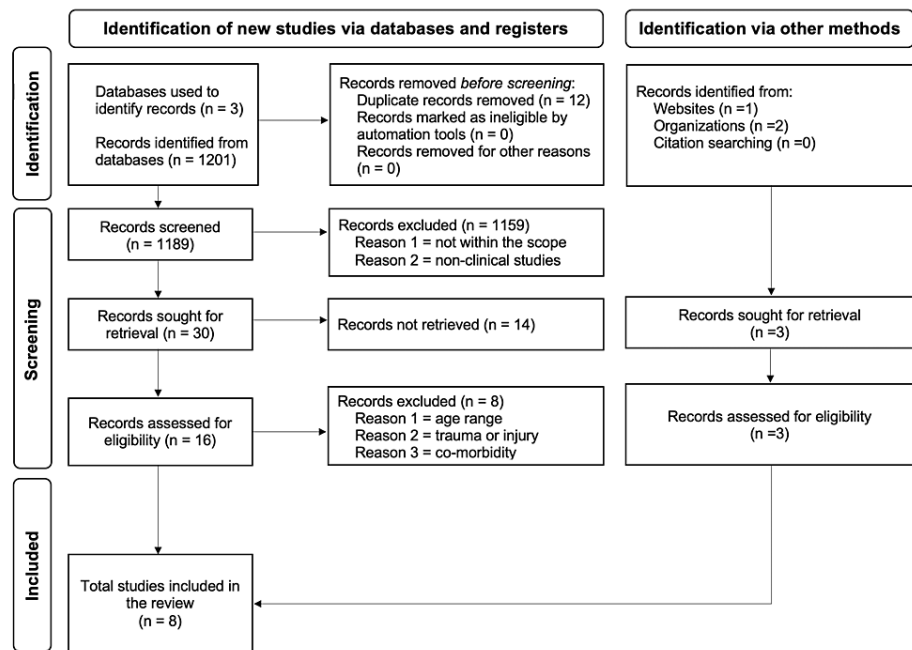 Identification of new studies via databases and registers
Identification via other methods
Identification
Databases used to
identify records (n = 3)
Records identified from
databases (n = 1201)
Records removed before screening:
Duplicate records removed (n = 12)
Records marked as ineligible by
automation tools (n = 0)
Records removed for other reasons
(n = 0)
Records identified from:
Websites (n =1)
Organizations (n =2)
Citation searching (n =0)
Screening
Records screened
(n = 1189)
Records excluded (n = 1159)
Reason 1 = not within the scope
Reason 2 = non-clinical studies
Records sought for
retrieval (n = 30)
Records not retrieved (n = 14)
Records sought for retrieval
(n =3)
Records assessed for
eligibility (n = 16)
Records excluded (n = 8)
Reason 1 = age range
Reason 2 = trauma or injury
Reason 3 = co-morbidity
Records assessed for eligibility
(n =3)
Included
Total studies included in
the review
(n = 8)